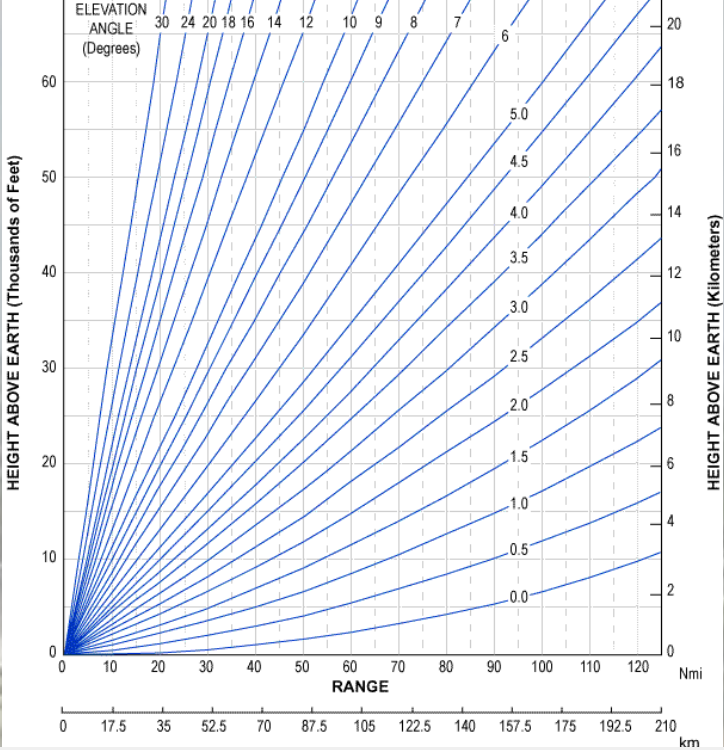 ELEVATION
ANGLE
(Degrees)
30 24 20 18 16 14 12 10 9 8 7 6
5.0
4.5
4.0
3.5
3.0
2.5
2.0
1.5
1.0
0.5
0.0
HEIGHT ABOVE EARTH (Thousands of Feet)
60
50
40
30
20
10
0
HEIGHT ABOVE EARTH (Kilometers)
20
18
16
14
12
10
8
6
4
2
0
0 10 20 30 40 50 60 70 80 90 100 110 120 Nmi
RANGE
0 17.5 35 52.5 70 87.5 105 122.5 140 157.5 175 192.5 210
km